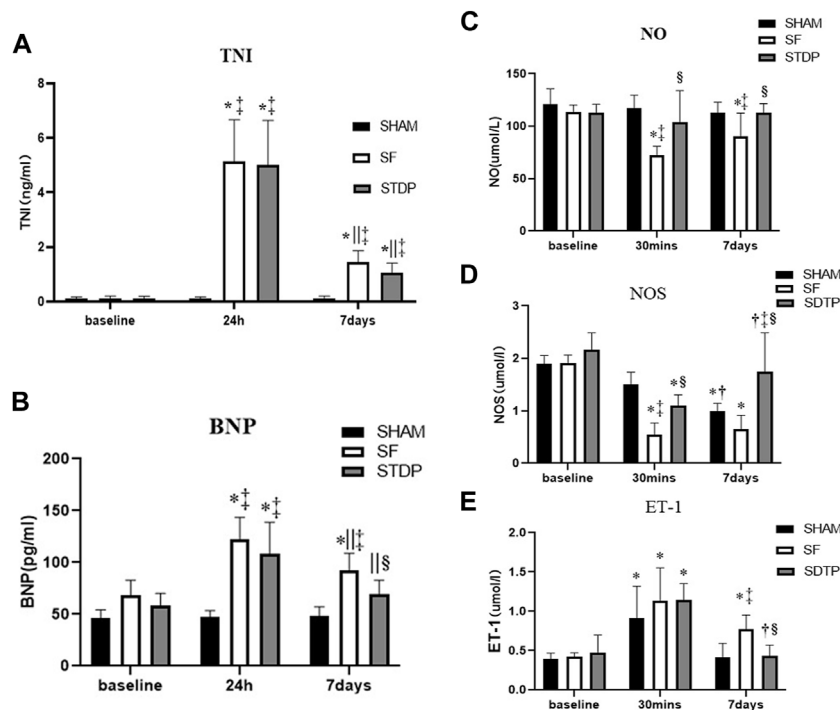 A
TNI
8
6
4
2
0
TNI (ng/ml)
*‡ *‡
*||‡ *||‡
SHAM
SF
STDP
baseline 24h 7days
B
BNP
200
150
100
50
0
BNP(pg/ml)
*‡ *‡
*||‡ ||§
SHAM
SF
STDP
baseline 24h 7days
C
NO
150
100
50
0
NO(umol/L)
*‡ §
*‡ §
SHAM
SF
STDP
baseline 30mins 7days
D
NOS
3
2
1
0
NOS(umol/l)
*‡ *§
*† * †‡§
SHAM
SF
SDTP
baseline 30mins 7days
E
ET-1
2.0
1.5
1.0
0.5
0.0
ET-1(umol/l)
* * *
*‡ †§
SHAM
SF
SDTP
baseline 30mins 7days